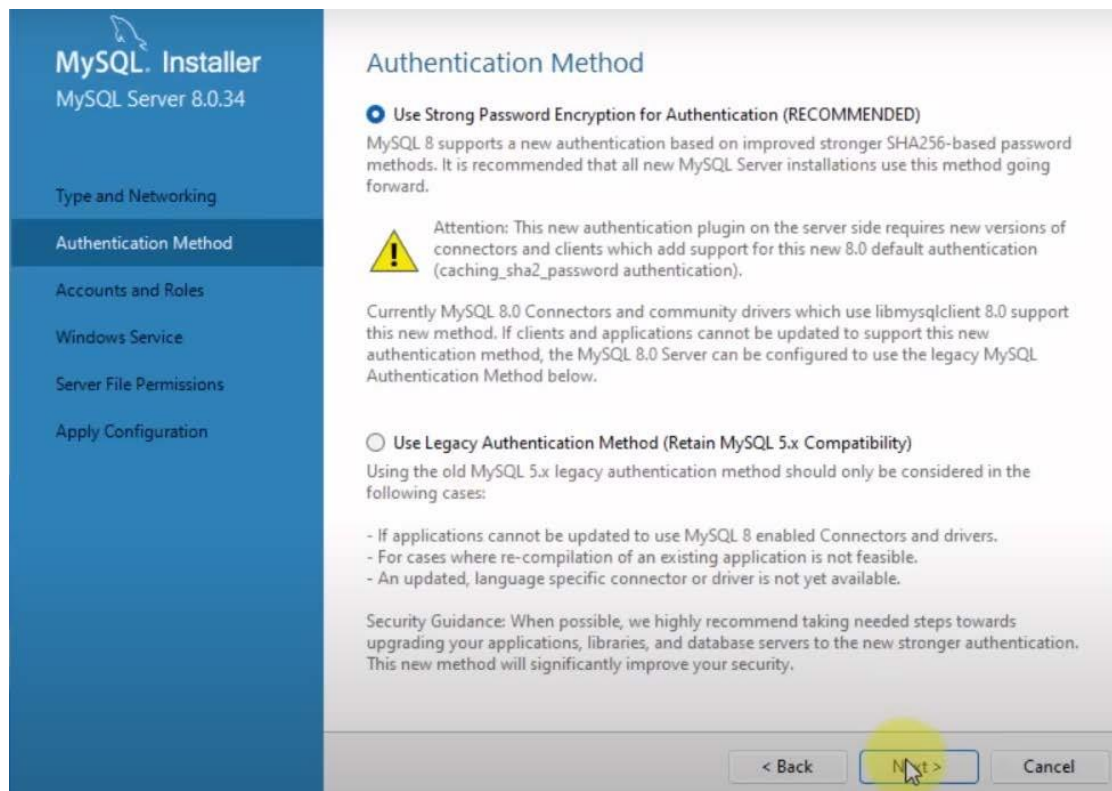 MySQL. Installer
MySQL Server 8.0.34
Type and Networking
Authentication Method
Accounts and Roles
Windows Service
Server File Permissions
Apply Configuration
Authentication Method
Use Strong Password Encryption for Authentication (RECOMMENDED)
MySQL 8 supports a new authentication based on improved stronger SHA256-based password
methods. It is recommended that all new MySQL Server installations use this method going
forward.
Attention: This new authentication plugin on the server side requires new versions of
connectors and clients which add support for this new 8.0 default authentication
(caching_sha2_password authentication).
Currently MySQL 8.0 Connectors and community drivers which use libmysqlclient 8.0 support
this new method. If clients and applications cannot be updated to support this new
authentication method, the MySQL 8.0 Server can be configured to use the legacy MySQL
Authentication Method below.
Use Legacy Authentication Method (Retain MySQL 5.x Compatibility)
Using the old MySQL 5.x legacy authentication method should only be considered in the
following cases:
- If applications cannot be updated to use MySQL 8 enabled Connectors and drivers.
- For cases where re-compilation of an existing application is not feasible.
- An updated, language specific connector or driver is not yet available.
Security Guidance: When possible, we highly recommend taking needed steps towards
upgrading your applications, libraries, and database servers to the new stronger authentication.
This new method will significantly improve your security.
< Back
Next >
Cancel